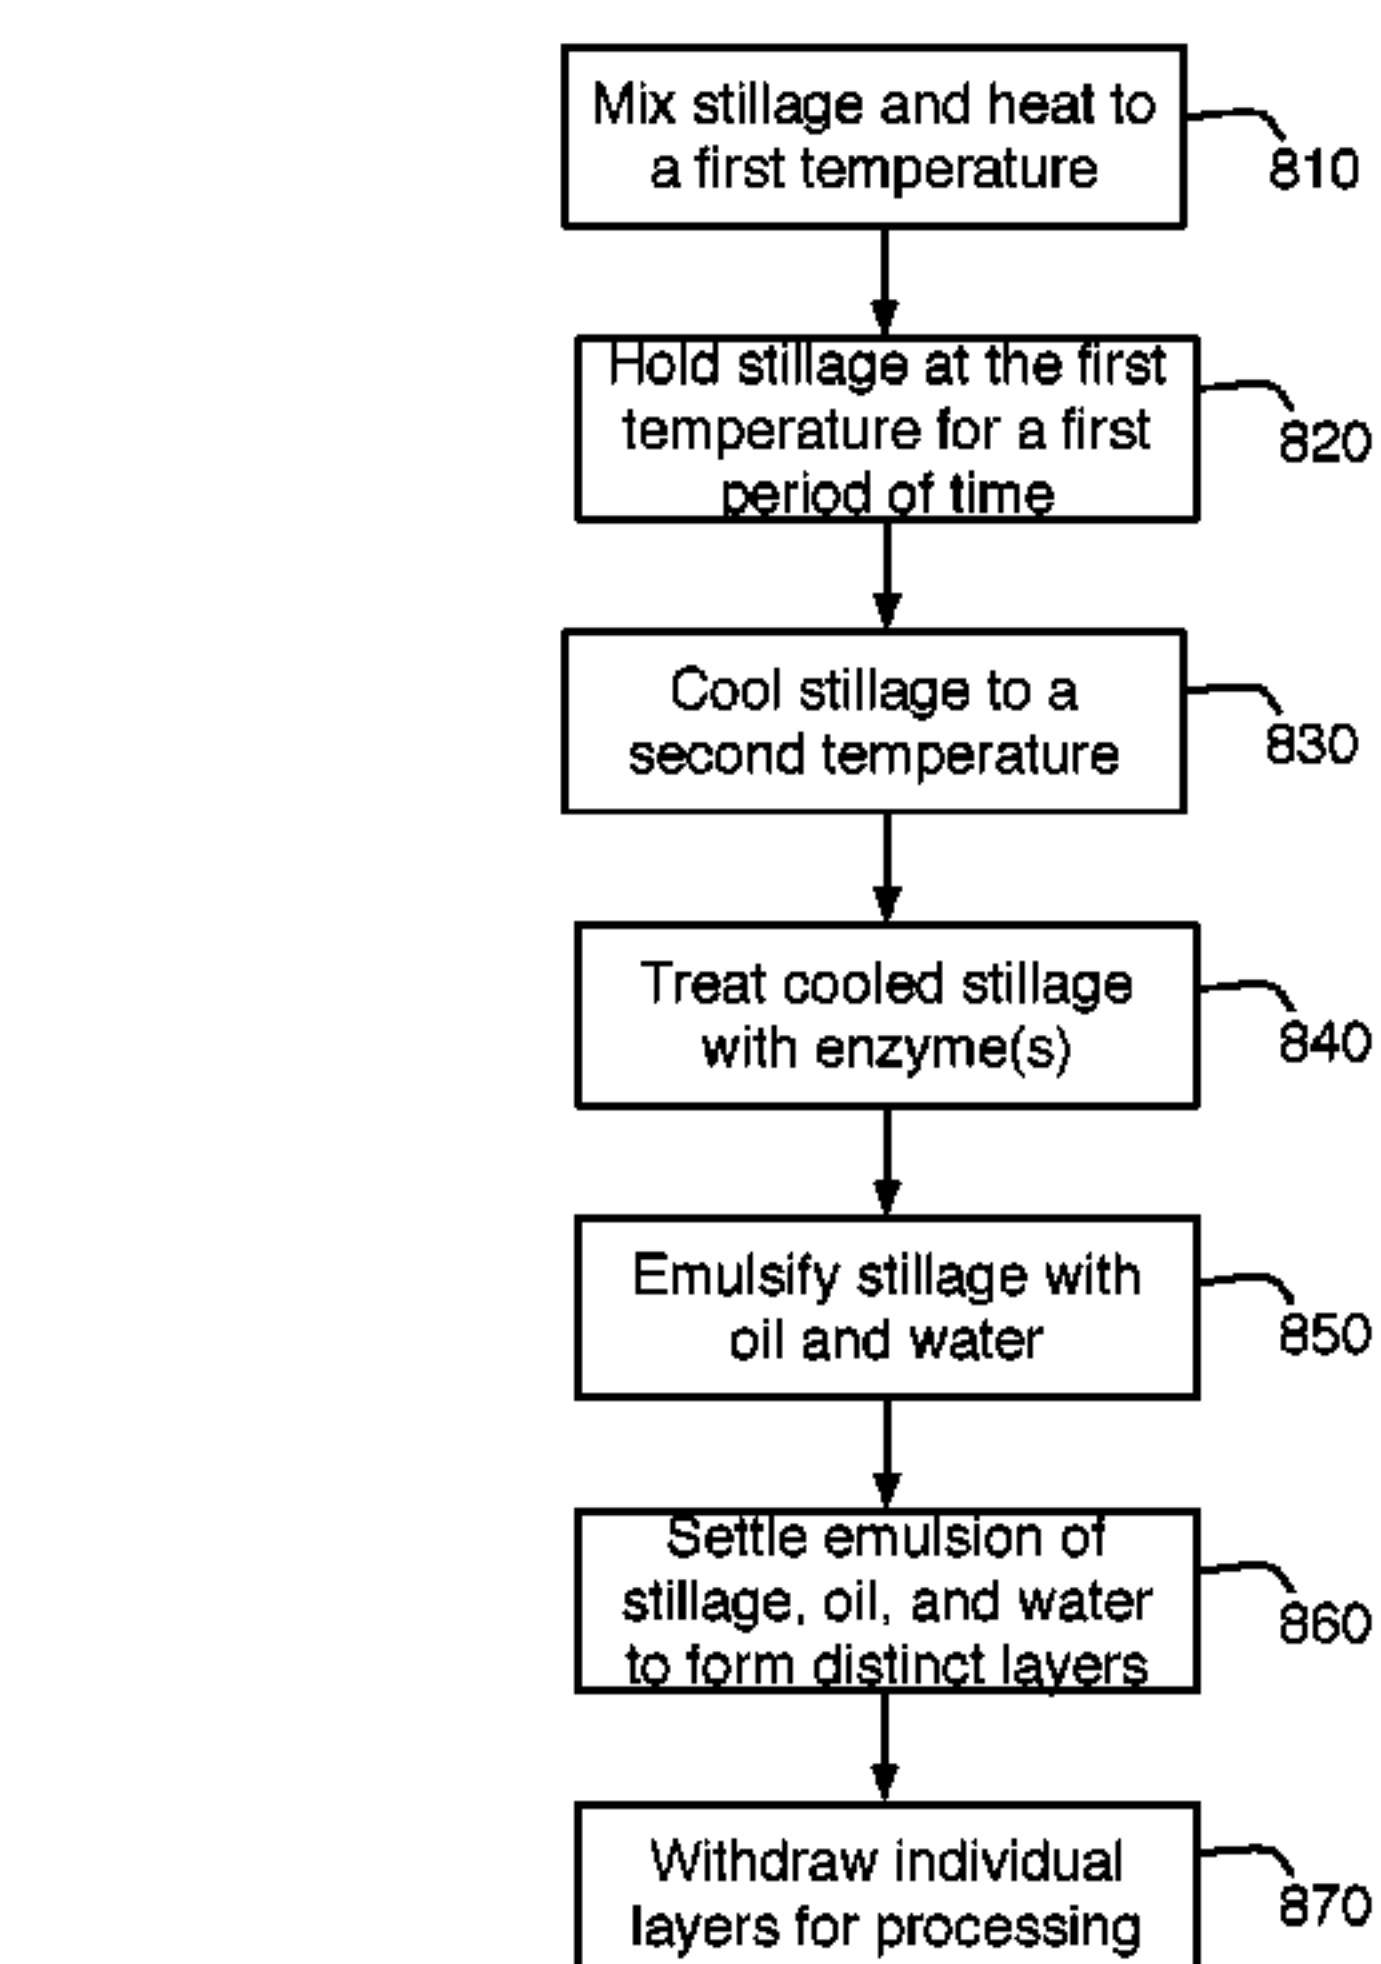 Mix stillage and heat to
a first temperature
810
Hold stillage at the first
temperature for a first
period of time
820
Cool stillage to a
second temperature
830
Treat cooled stillage
with enzyme(s)
840
Emulsify stillage with
oil and water
850
Settle emulsion of
stillage, oil, and water
to form distinct layers
860
Withdraw individual
layers for processing
870